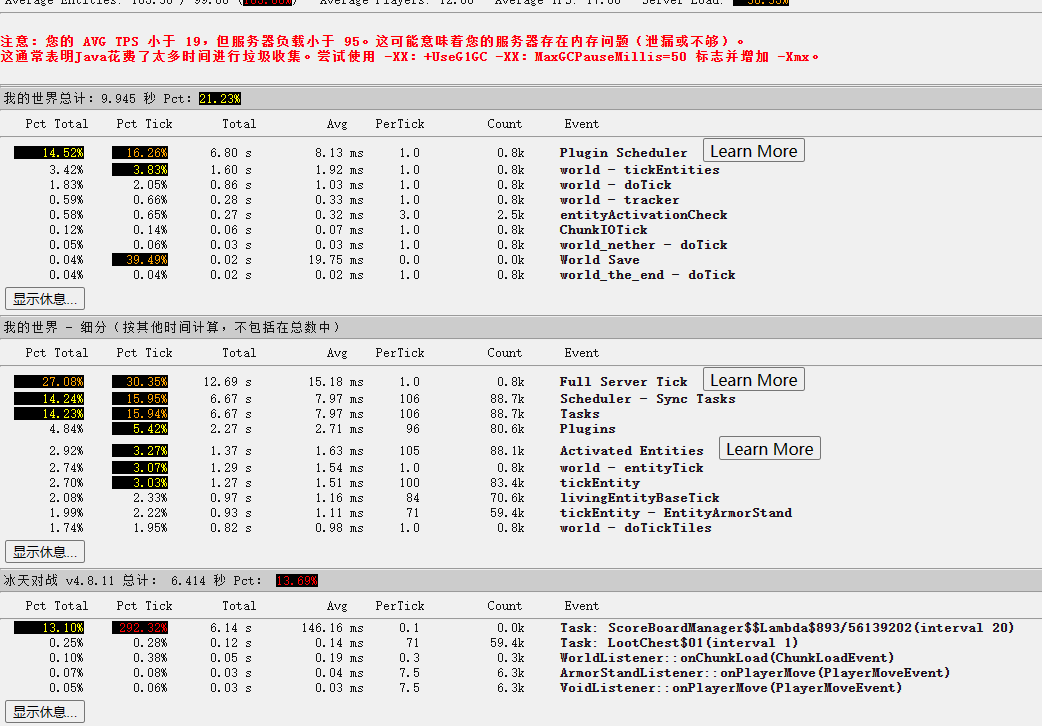 Average Entities: 105.58 / 99.00 (105.00%) Average Players: 12.00 Average TPS: 17.00 Server Load: 50.55%
注意: 您的 AVG TPS 小于 19，但服务器负载小于 95。这可能意味着您的服务器存在内存问题（泄漏或不够）。
这通常表明Java花费了太多时间进行垃圾收集。尝试使用 -XX: +UseG1GC -XX: MaxGCPauseMillis=50 标志并增加 -Xmx。
我的世界总计: 9.945 秒 Pct: 21.23%
Pct Total Pct Tick Total Avg PerTick Count Event
14.52% 16.26% 6.80 s 8.13 ms 1.0 0.8k Plugin Scheduler Learn More
3.42% 3.83% 1.60 s 1.92 ms 1.0 0.8k world - tickEntities
1.83% 2.05% 0.86 s 1.03 ms 1.0 0.8k world - doTick
0.59% 0.66% 0.28 s 0.33 ms 1.0 0.8k world - tracker
0.58% 0.65% 0.27 s 0.32 ms 3.0 2.5k entityActivationCheck
0.12% 0.14% 0.06 s 0.07 ms 1.0 0.8k ChunkIOTick
0.05% 0.06% 0.03 s 0.03 ms 1.0 0.8k world_nether - doTick
0.04% 39.49% 0.02 s 19.75 ms 0.0 0.0k World Save
0.04% 0.04% 0.02 s 0.02 ms 1.0 0.8k world_the_end - doTick
显示休息...
我的世界 - 细分（按其他时间计算，不包括在总数中）
Pct Total Pct Tick Total Avg PerTick Count Event
27.08% 30.35% 12.69 s 15.18 ms 1.0 0.8k Full Server Tick Learn More
14.24% 15.95% 6.67 s 7.97 ms 106 88.7k Scheduler - Sync Tasks
14.23% 15.94% 6.67 s 7.97 ms 106 88.7k Tasks
4.84% 5.42% 2.27 s 2.71 ms 96 80.6k Plugins
2.92% 3.27% 1.37 s 1.63 ms 105 88.1k Activated Entities Learn More
2.74% 3.07% 1.29 s 1.54 ms 1.0 0.8k world - entityTick
2.70% 3.03% 1.27 s 1.51 ms 100 83.4k tickEntity
2.08% 2.33% 0.97 s 1.16 ms 84 70.6k livingEntityBaseTick
1.99% 2.22% 0.93 s 1.11 ms 71 59.4k tickEntity - EntityArmorStand
1.74% 1.95% 0.82 s 0.98 ms 1.0 0.8k world - doTickTiles
显示休息...
冰天对战 v4.8.11 总计: 6.414 秒 Pct: 13.69%
Pct Total Pct Tick Total Avg PerTick Count Event
13.10% 292.32% 6.14 s 146.16 ms 0.1 0.0k Task: ScoreBoardManager$$Lambda$893/56139202(interval 20)
0.25% 0.28% 0.12 s 0.14 ms 71 59.4k Task: LootChest$01(interval 1)
0.10% 0.38% 0.05 s 0.19 ms 0.3 0.3k WorldListener::onChunkLoad(ChunkLoadEvent)
0.07% 0.08% 0.03 s 0.04 ms 7.5 6.3k ArmorStandListener::onPlayerMove(PlayerMoveEvent)
0.05% 0.06% 0.03 s 0.03 ms 7.5 6.3k VoidListener::onPlayerMove(PlayerMoveEvent)
显示休息...